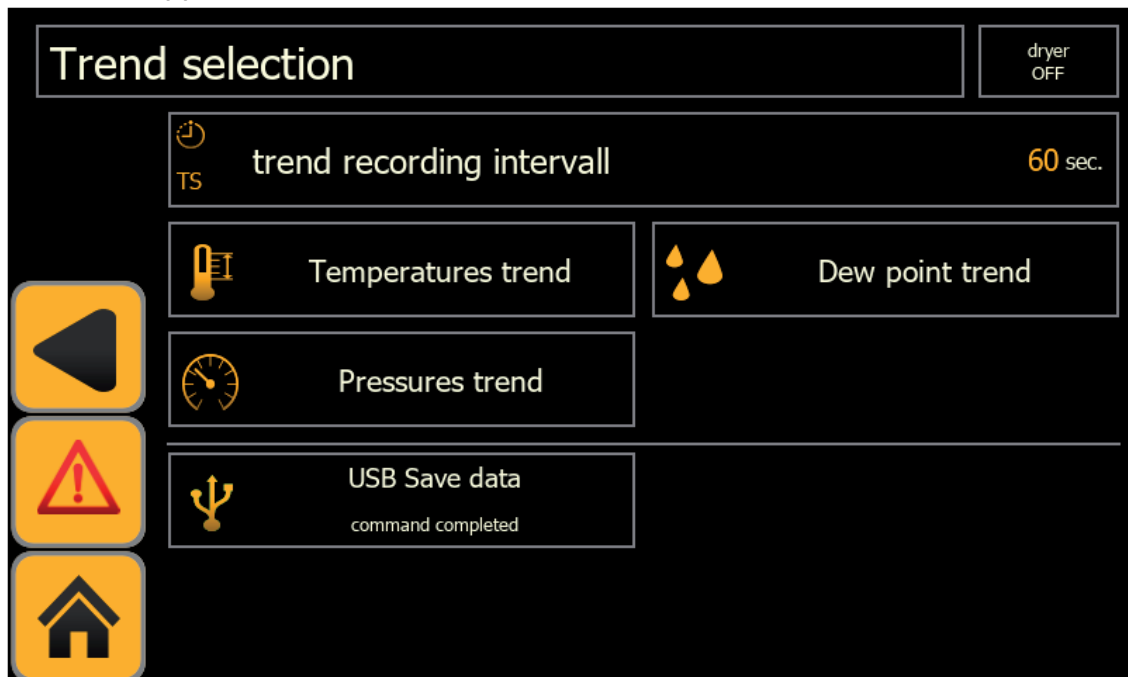 Trend selection
dryer
OFF
TS
trend recording intervall
60 sec.
Temperatures trend
Dew point trend
Pressures trend
USB Save data
command completed